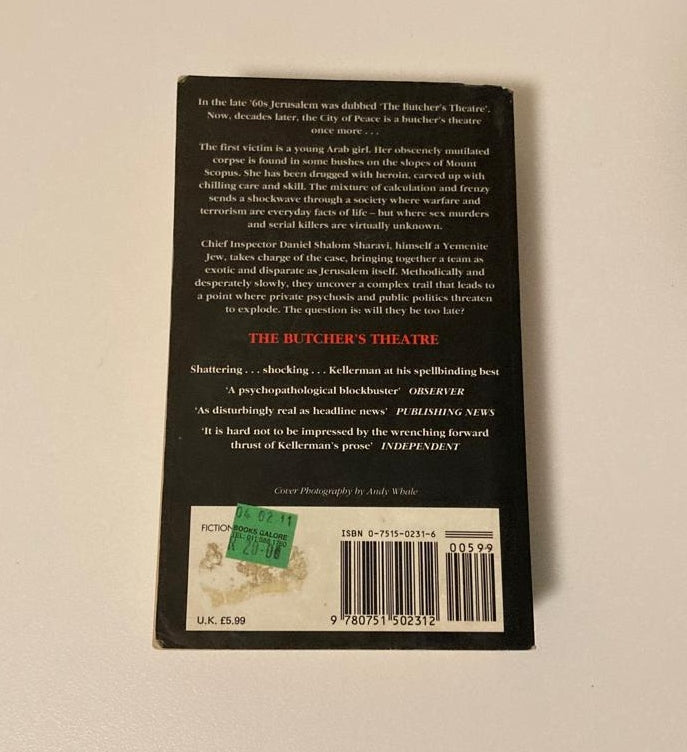 In the late '60s Jerusalem was dubbed 'The Butcher's Theatre'.
Now, decades later, the City of Peace is a butcher's theatre
once more . . .
The first victim is a young Arab girl. Her obscenely mutilated
corpse is found in some bushes on the slopes of Mount
Scopus. She has been drugged with heroin, carved up with
chilling care and skill. The mixture of calculation and frenzy
sends a shockwave through a society where warfare and
terrorism are everyday facts of life – but where sex murders
and serial killers are virtually unknown.
Chief Inspector Daniel Shalom Sharavi, himself a Yemenite
Jew, takes charge of the case, bringing together a team as
exotic and disparate as Jerusalem itself. Methodically and
desperately slowly, they uncover a complex trail that leads to
a point where private psychosis and public politics threaten
to explode. The question is: will they be too late?
THE BUTCHER'S THEATRE
Shattering . . . shocking . . . Kellerman at his spellbinding best
'A psychopathological blockbuster' OBSERVER
'As disturbingly real as headline news' PUBLISHING NEWS
'It is hard not to be impressed by the wrenching forward
thrust of Kellerman's prose' INDEPENDENT
Cover Photography by Andy Whale
04 02 11
FICTION
BOOKS GALORE
TEL: 011
U.K. £5.99
ISBN 0-7515-0231-6
00599
9 780751 502312